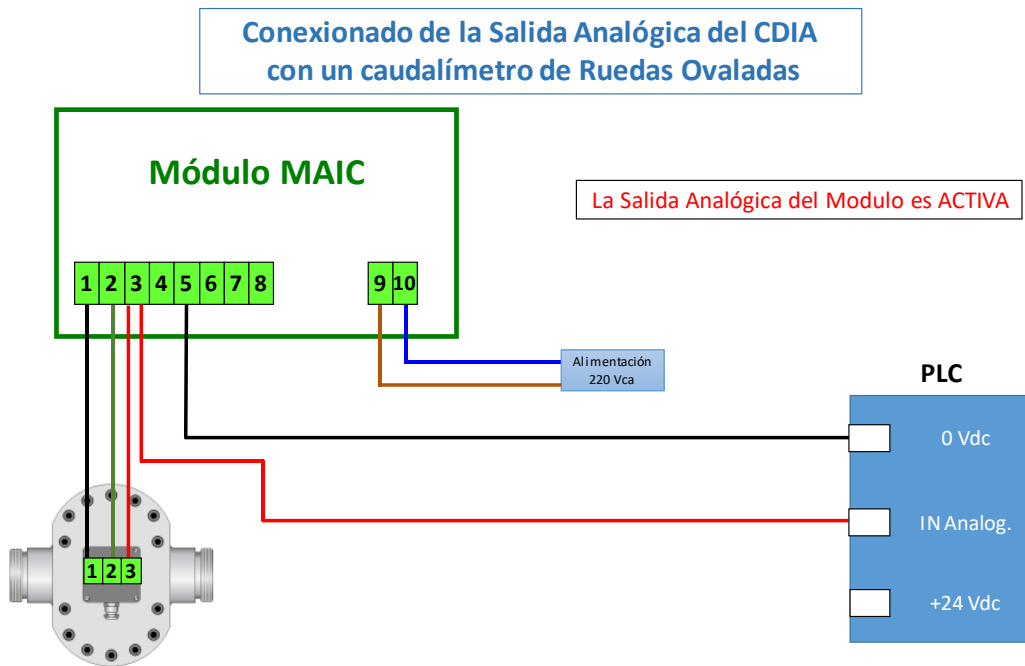 Conexionado de la Salida Analógica del CDIA
con un caudalímetro de Ruedas Ovaladas
Módulo MAIC
La Salida Analógica del Modulo es ACTIVA
1 2 3 4 5 6 7 8 9 10
Alimentación
220 Vca
PLC
0 Vdc
IN Analog.
+24 Vdc
1 2 3